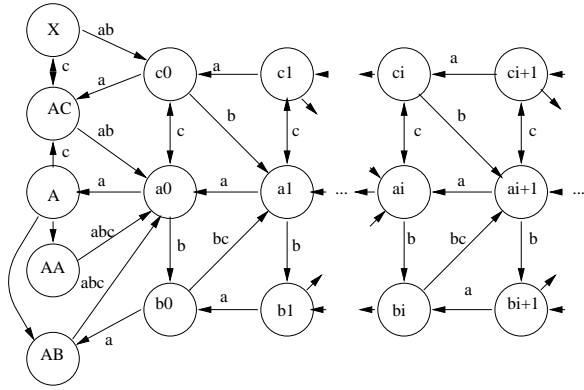 X ab
c c0 a c1 ci a ci+1
a
AC ab b b
c c c c c
A a a0 a a1 ... ai a ai+1 ...
abc b bc b b bc b
AA
abc
b0 a b1 bi a bi+1
AB a